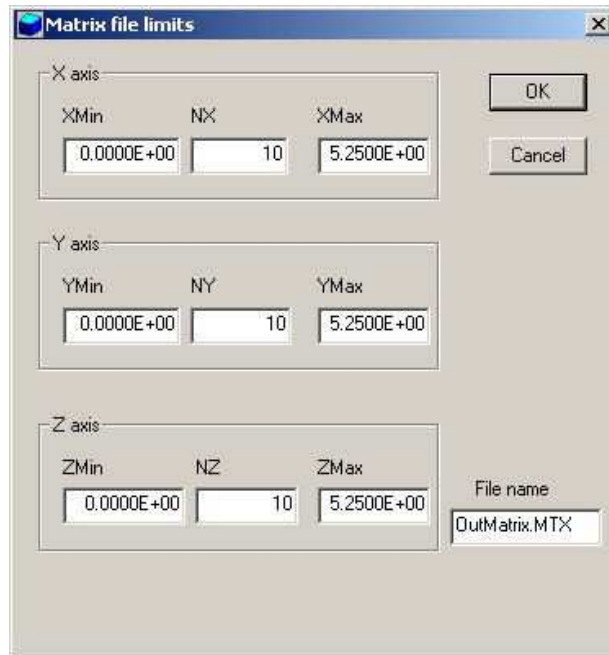 Matrix file limits
X axis
OK
XMin NX XMax
0.0000E+00 10 5.2500E+00
Cancel
Y axis
YMin NY YMax
0.0000E+00 10 5.2500E+00
Z axis
ZMin NZ ZMax
0.0000E+00 10 5.2500E+00
File name
OutMatrix.MTX